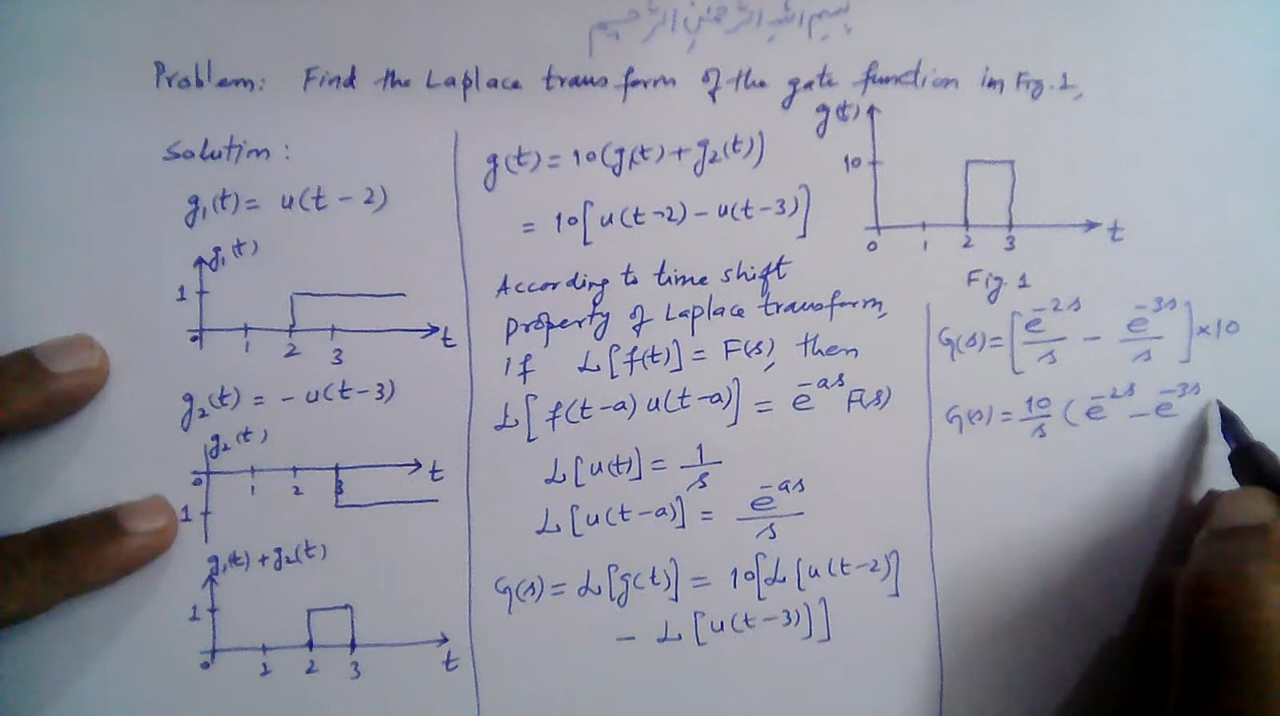 بسم الله الرحمن الرحيم
Problem: Find the Laplace transform of the gate function in Fig. 1,
Solution:
g₁(t) = u(t - 2)
g₁(t)
1
0 1 2 3 t
g₂(t) = - u(t-3)
g₂(t)
0 1 2 3 t
1
g₁(t) + g₂(t)
1
0 1 2 3 t
g(t) = 10(g₁(t) + g₂(t))
= 10[u(t-2) - u(t-3)]
According to time shift
property of Laplace transform,
if L[f(t)] = F(s), then
L[f(t-a) u(t-a)] = e^-as F(s)
L[u(t)] = 1/s
L[u(t-a)] = e^-as/s
G(s) = L[g(t)] = 10[L[u(t-2)]
- L[u(t-3)]]
g(t)
10
0 1 2 3 t
Fig. 1
G(s) = [e^-2s/s - e^-3s/s] × 10
G(s) = 10/s (e^-2s - e^-3s